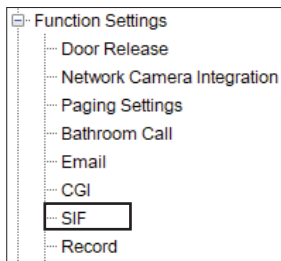 Function Settings
Door Release
Network Camera Integration
Paging Settings
Bathroom Call
Email
CGI
SIF
Record